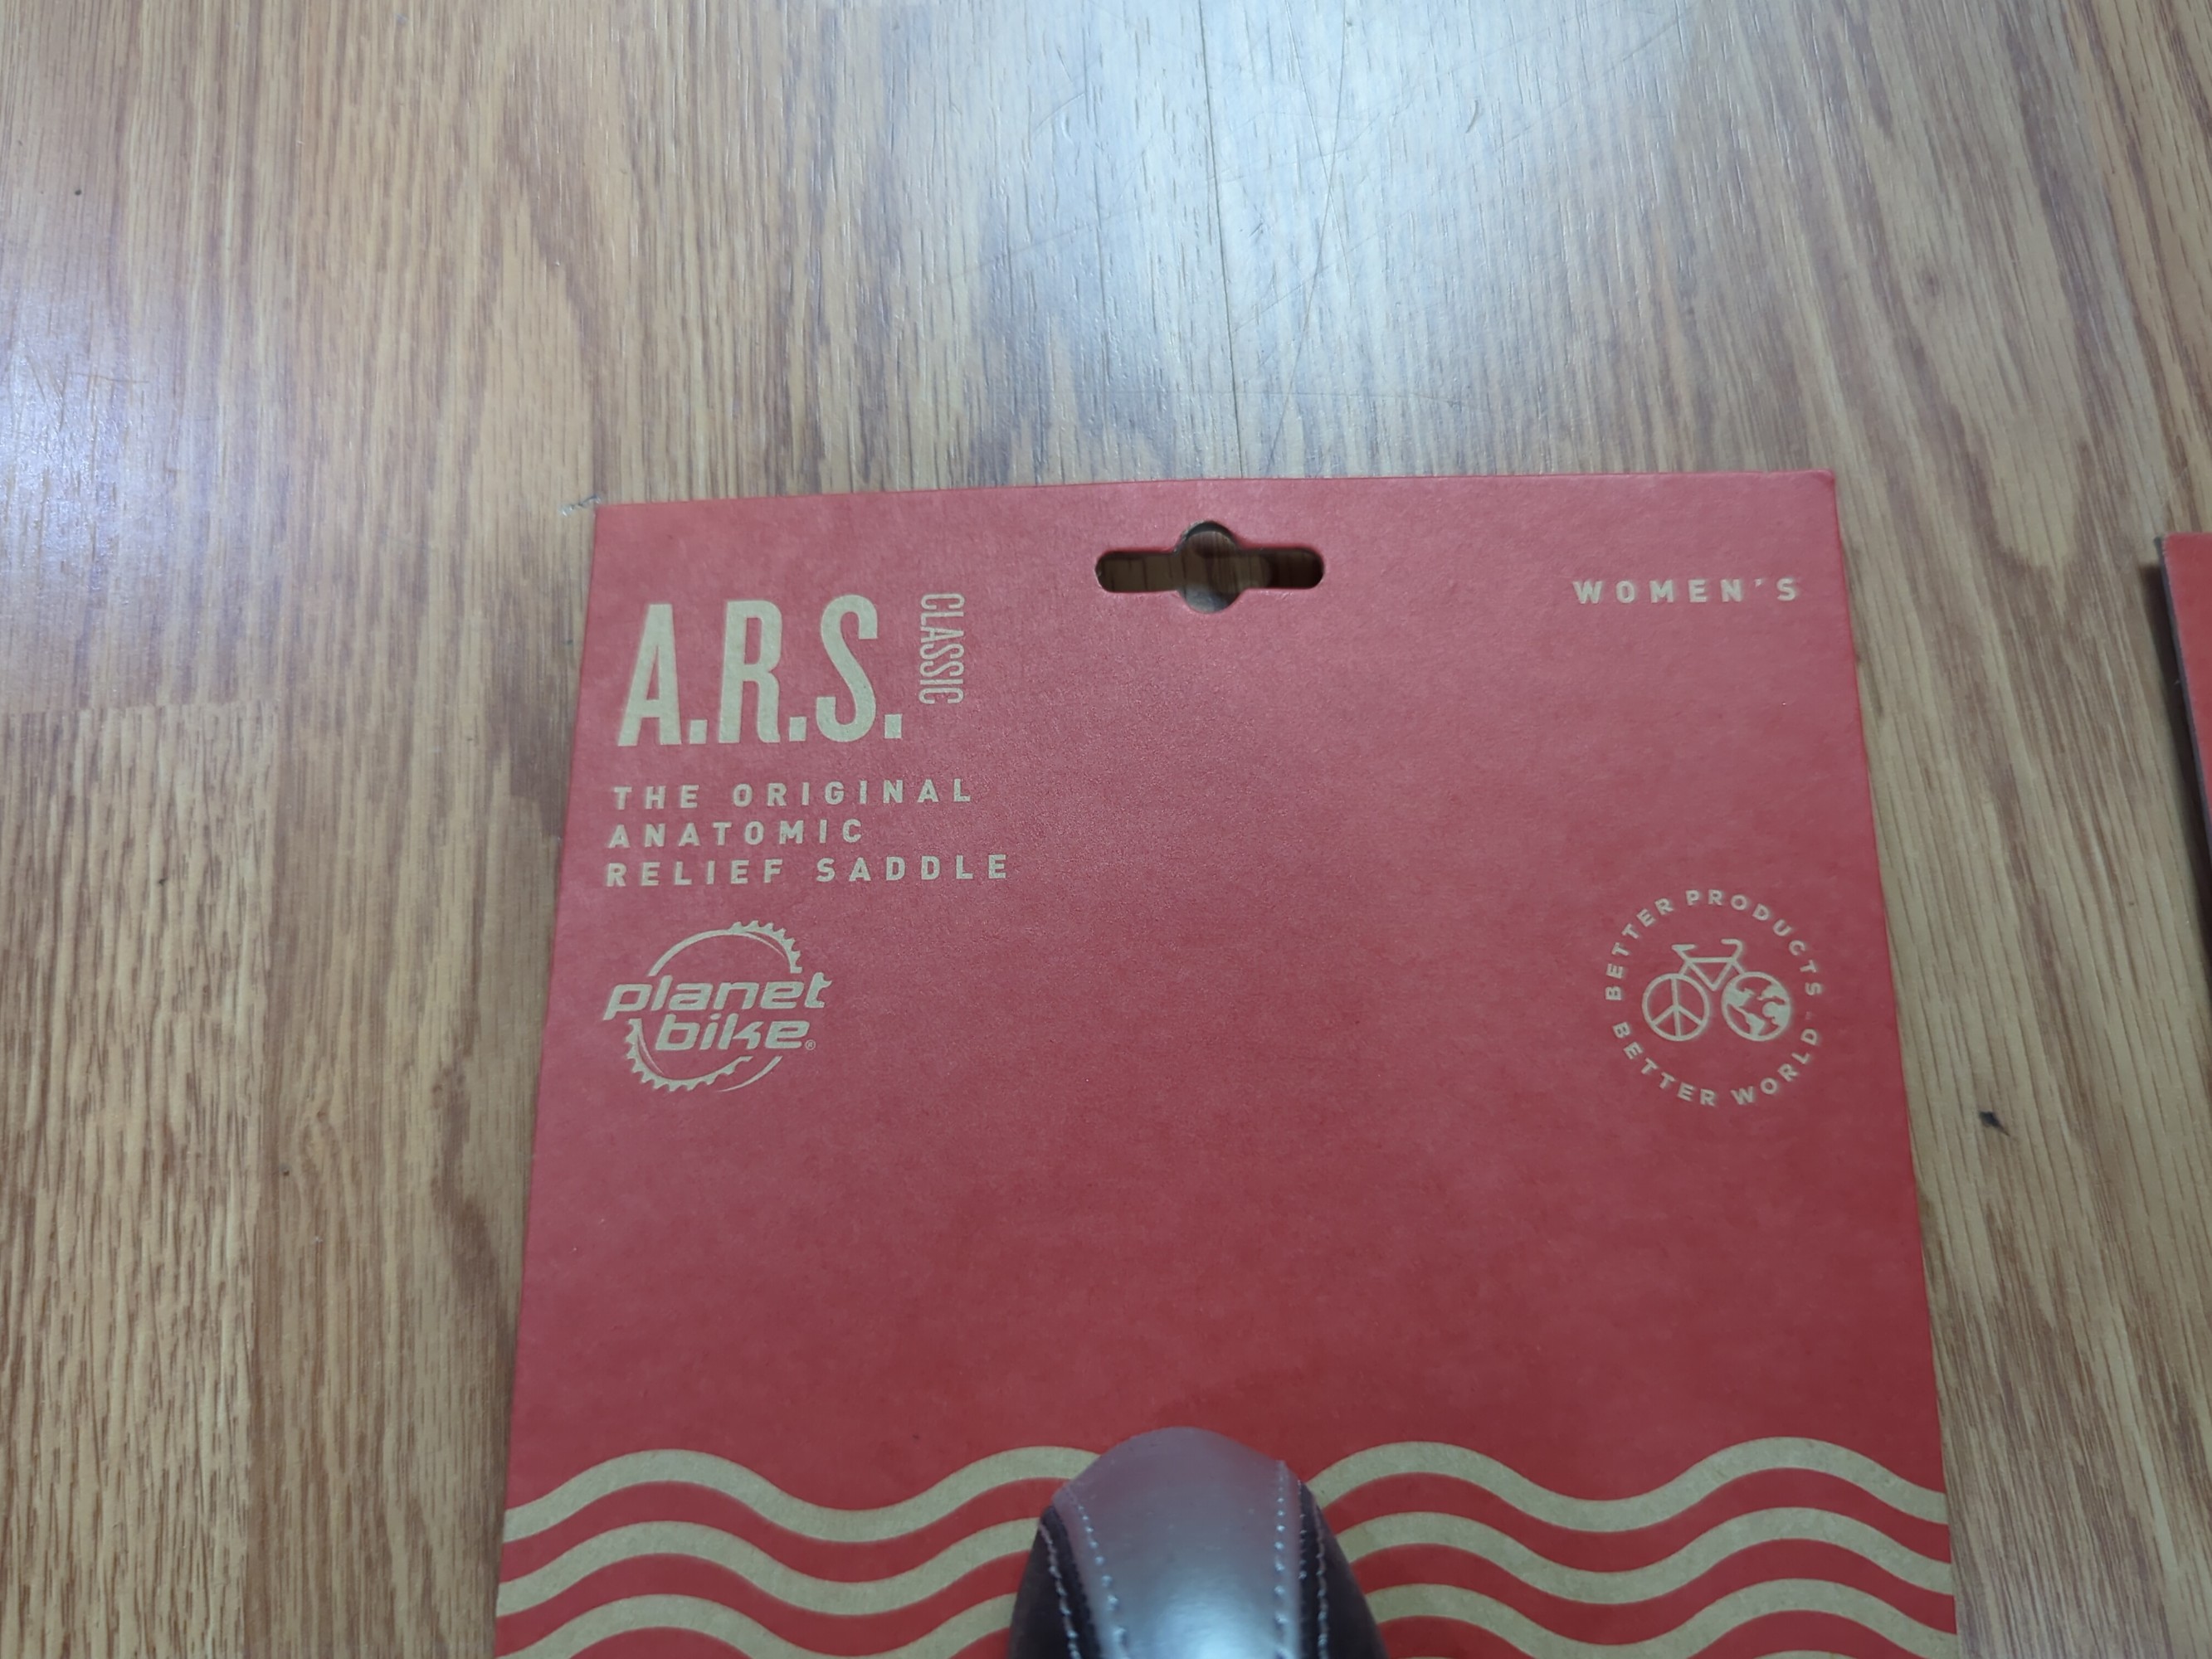 A.R.S. CLASSIC
WOMEN'S
THE ORIGINAL
ANATOMIC
RELIEF SADDLE
planet
bike®
BETTER PRODUCTS -
BETTER WORLD -